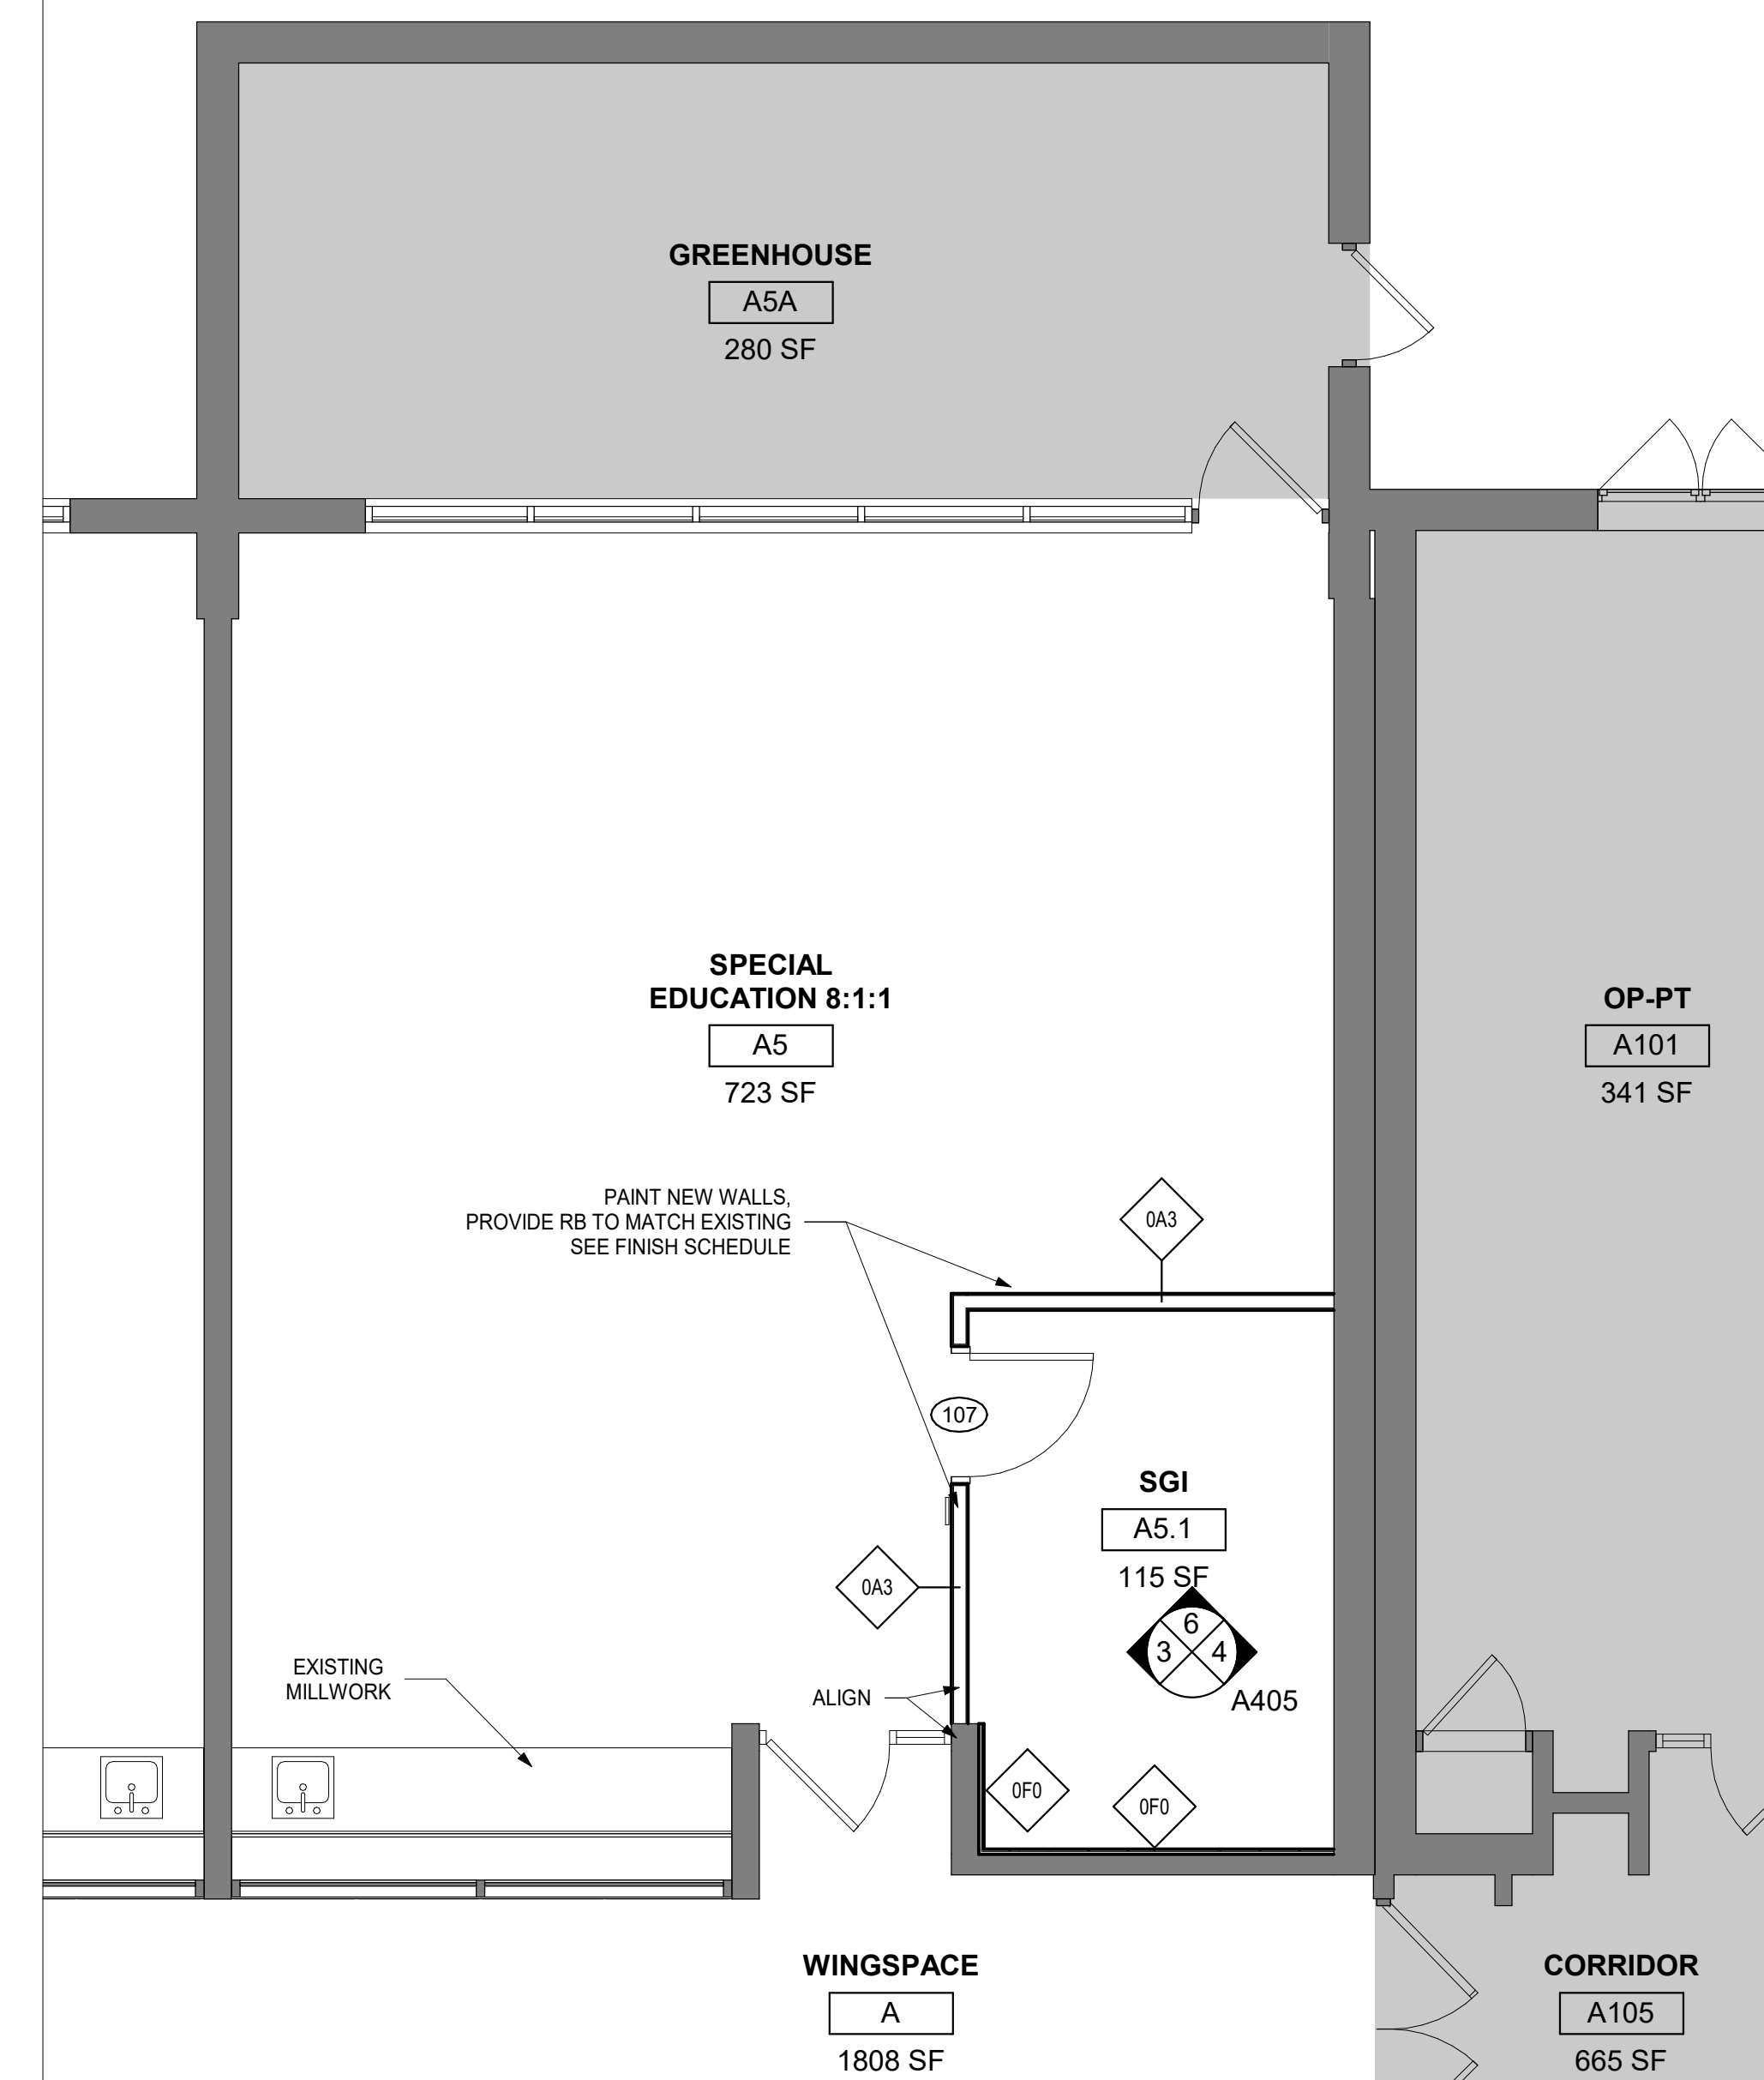 GREENHOUSE
A5A
280 SF
SPECIAL
EDUCATION 8:1:1
A5
723 SF
OP-PT
A101
341 SF
PAINT NEW WALLS,
PROVIDE RB TO MATCH EXISTING
SEE FINISH SCHEDULE
0A3
107
SGI
A5.1
115 SF
0A3
6
3
4
A405
EXISTING
MILLWORK
ALIGN
0F0
0F0
WINGSPACE
A
1808 SF
CORRIDOR
A105
665 SF